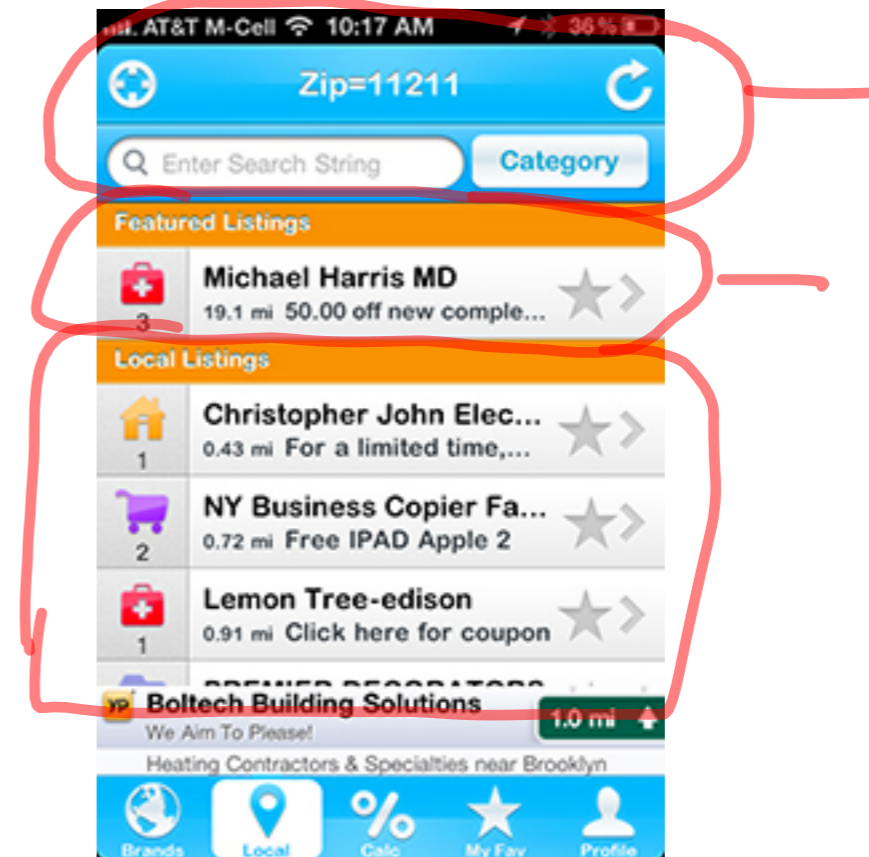 AT&T M-Cell 10:17 AM 36%
Zip=11211
Enter Search String
Category
Featured Listings
Michael Harris MD
19.1 mi 50.00 off new comple...
3
Local Listings
Christopher John Elec...
0.43 mi For a limited time,...
1
NY Business Copier Fa...
0.72 mi Free IPAD Apple 2
2
Lemon Tree-edison
0.91 mi Click here for coupon
1
PREMIER DECORATORS
YP Boltech Building Solutions
We Aim To Please!
1.0 mi
Heating Contractors & Specialties near Brooklyn
Brands Local Calc My Fav Profile